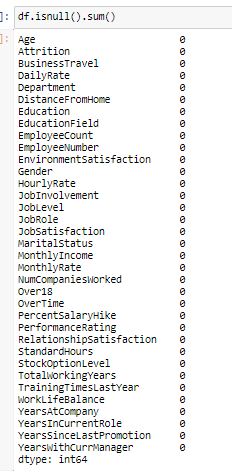 ]: df.isnull().sum()
]: Age 0
Attrition 0
BusinessTravel 0
DailyRate 0
Department 0
DistanceFromHome 0
Education 0
EducationField 0
EmployeeCount 0
EmployeeNumber 0
EnvironmentSatisfaction 0
Gender 0
HourlyRate 0
JobInvolvement 0
JobLevel 0
JobRole 0
JobSatisfaction 0
MaritalStatus 0
MonthlyIncome 0
MonthlyRate 0
NumCompaniesWorked 0
Over18 0
OverTime 0
PercentSalaryHike 0
PerformanceRating 0
RelationshipSatisfaction 0
StandardHours 0
StockOptionLevel 0
TotalWorkingYears 0
TrainingTimesLastYear 0
WorkLifeBalance 0
YearsAtCompany 0
YearsInCurrentRole 0
YearsSinceLastPromotion 0
YearsWithCurrManager 0
dtype: int64